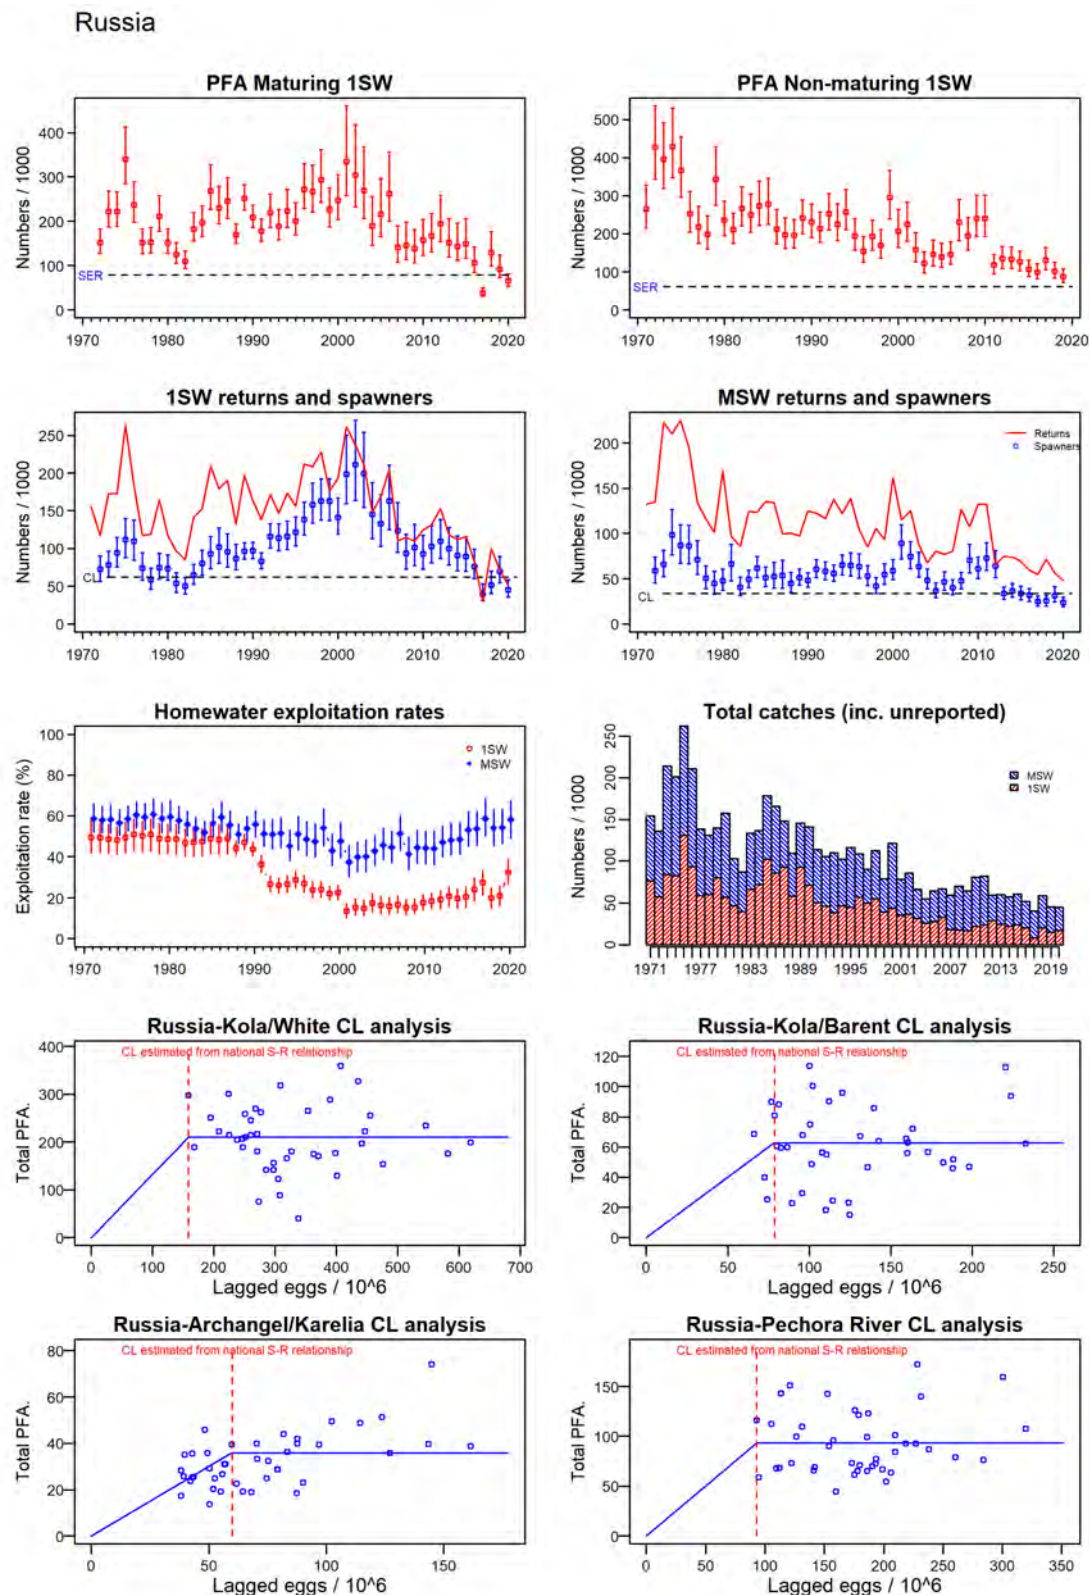 Russia
PFA Maturing 1SW
Numbers / 1000
400
300
200
100
0
SER
1970 1980 1990 2000 2010 2020
PFA Non-maturing 1SW
Numbers / 1000
500
400
300
200
100
0
SER
1970 1980 1990 2000 2010 2020
1SW returns and spawners
Numbers / 1000
250
200
150
100
50
0
CL
1970 1980 1990 2000 2010 2020
MSW returns and spawners
Numbers / 1000
200
150
100
50
0
CL
Returns
Spawners
1970 1980 1990 2000 2010 2020
Homewater exploitation rates
Exploitation rate (%)
100
80
60
40
20
0
1SW
MSW
1970 1980 1990 2000 2010 2020
Total catches (inc. unreported)
Numbers / 1000
250
200
150
100
50
0
MSW
1SW
1971 1977 1983 1989 1995 2001 2007 2013 2019
Russia-Kola/White CL analysis
CL estimated from national S-R relationship
Total PFA.
400
300
200
100
0
0 100 200 300 400 500 600 700
Lagged eggs / 10^6
Russia-Kola/Barent CL analysis
CL estimated from national S-R relationship
Total PFA.
120
100
80
60
40
20
0
0 50 100 150 200 250
Lagged eggs / 10^6
Russia-Archangel/Karelia CL analysis
CL estimated from national S-R relationship
Total PFA.
80
60
40
20
0
0 50 100 150
Lagged eggs / 10^6
Russia-Pechora River CL analysis
CL estimated from national S-R relationship
Total PFA.
150
100
50
0
0 50 100 150 200 250 300 350
Lagged eggs / 10^6